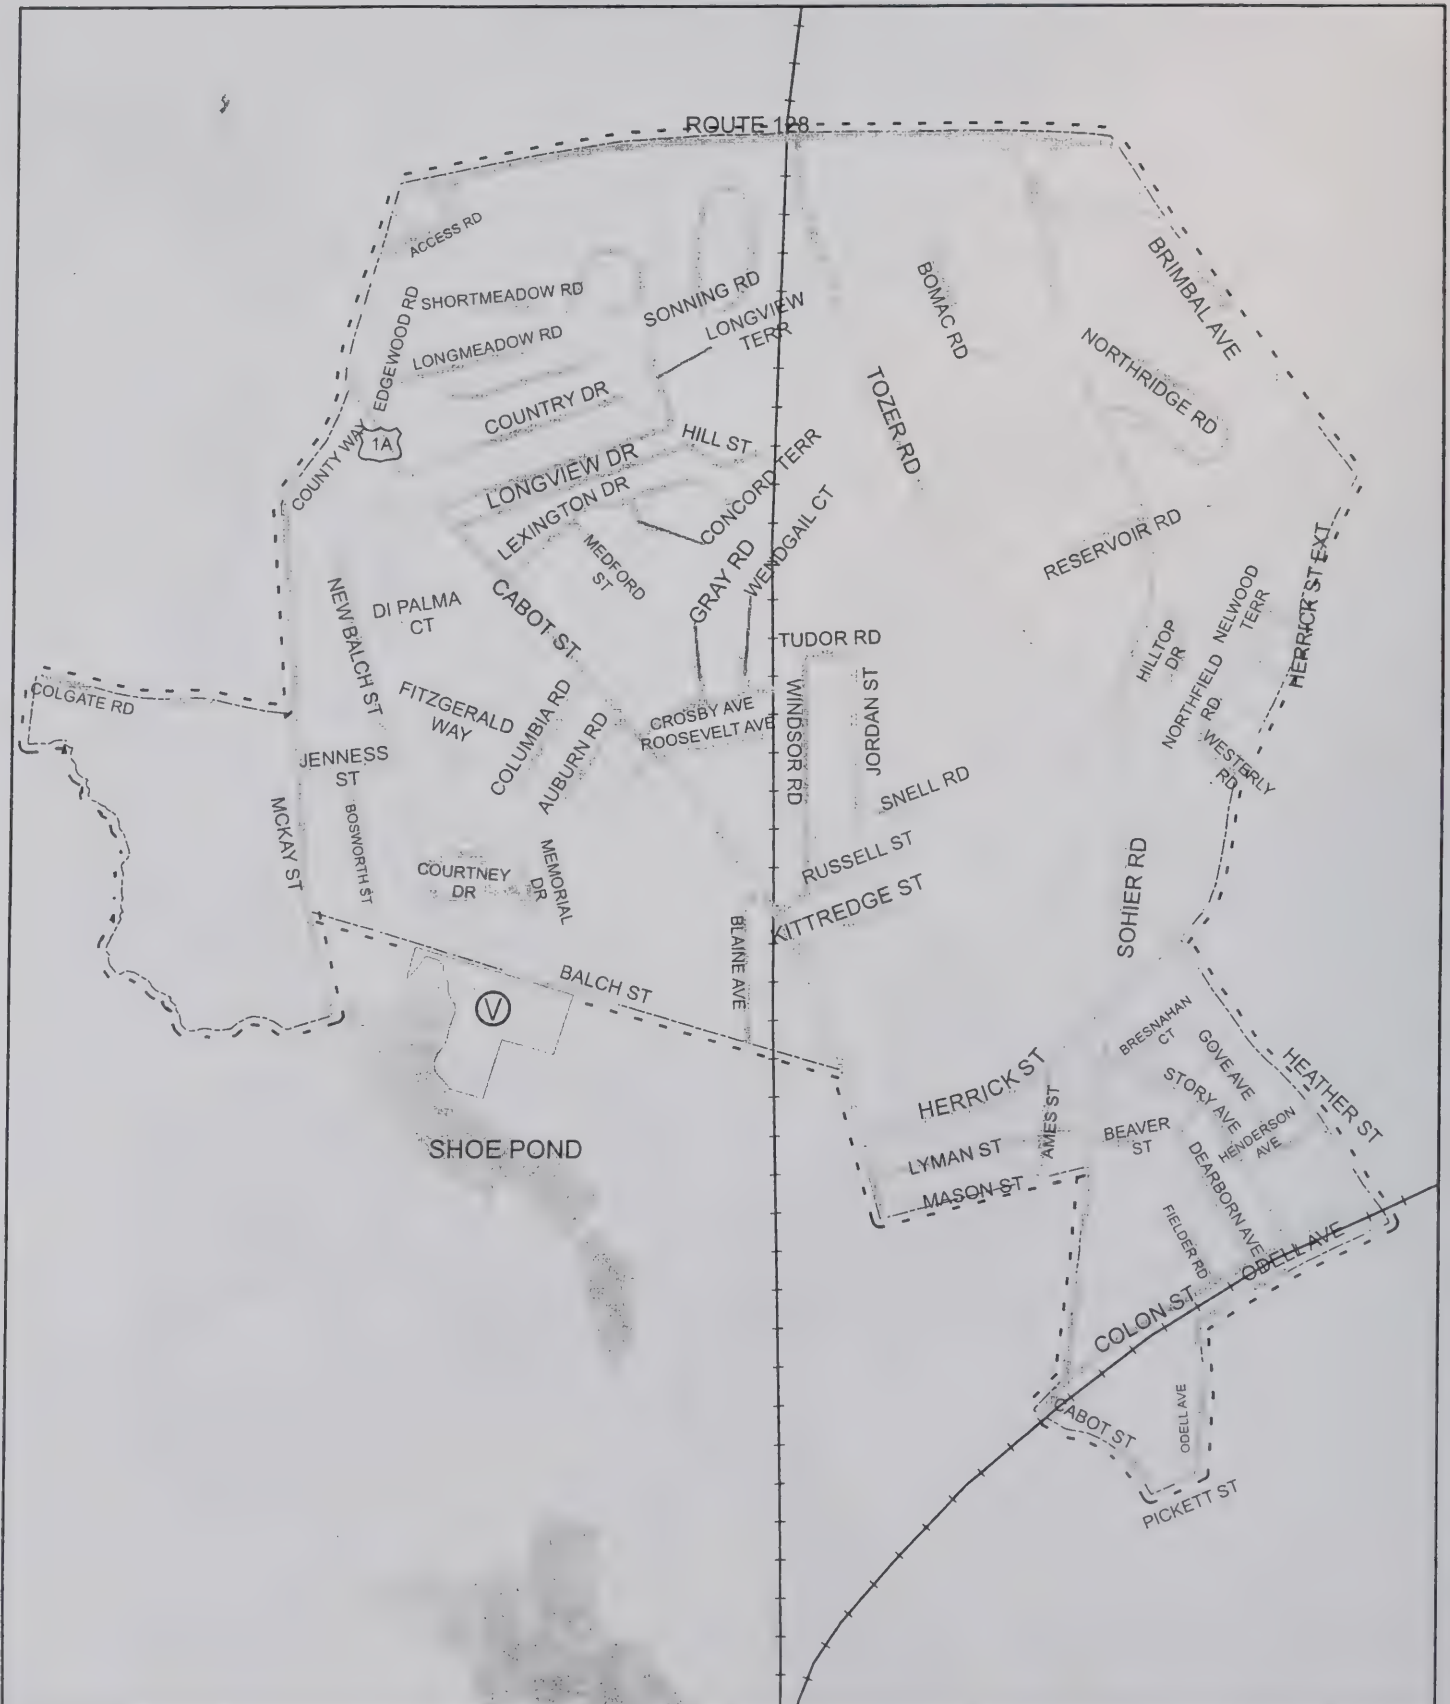 ROUTE 128
ACCESS RD
BRIMBAL AVE
EDGEWOOD RD
SHORTMEADOW RD
SONNING RD
LONGVIEW
TERR
BOMAC RD
LONGMEADOW RD
NORTHRIDGE RD
COUNTRY DR
TOZER RD
COUNTY WAY
1A
HILL ST
LONGVIEW DR
LEXINGTON DR
CONCORD TERR
WENDGAIL CT
MEDFORD
ST
GRAY RD
RESERVOIR RD
HERRICK ST EXT
NEW BALCH ST
DI PALMA
CT
CABOT ST
NELWOOD
TERR
TUDOR RD
HILLTOP
DR
COLGATE RD
FITZGERALD
WAY
COLUMBIA RD
AUBURN RD
CROSBY AVE
ROOSEVELT AVE
WINDSOR RD
JORDAN ST
NORTHFIELD
RD.
WESTERLY
RD
JENNESS
ST
SNELL RD
MCKAY ST
BOSWORTH ST
COURTNEY
DR
MEMORIAL
DR
RUSSELL ST
KITTREDGE ST
SOHIER RD
BLAINE AVE
BALCH ST
V
BRESNAHAN
CT
GOVE AVE
HEATHER ST
HERRICK ST
AMES ST
STORY AVE
HENDERSON
AVE
BEAVER
ST
SHOE POND
LYMAN ST
MASON ST
DEARBORN AVE
FIELDER RD
ODELL AVE
COLON ST
CABOT ST
ODELL AVE
PICKETT ST